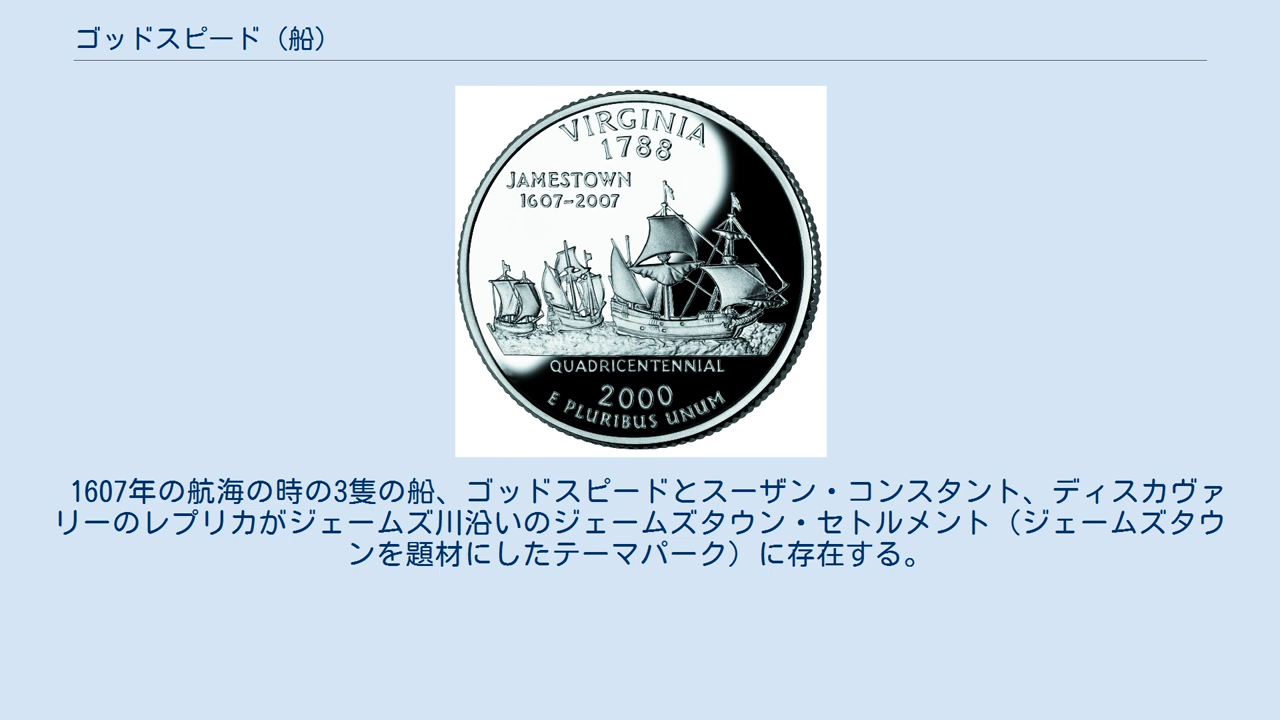 ゴッドスピード（船）
VIRGINIA
1788
JAMESTOWN
1607-2007
QUADRICENTENNIAL
2000
E PLURIBUS UNUM
1607年の航海の時の3隻の船、ゴッドスピードとスーザン・コンスタント、ディスカヴァ
リーのレプリカがジェームズ川沿いのジェームズタウン・セトルメント（ジェームズタウ
ンを題材にしたテーマパーク）に存在する。